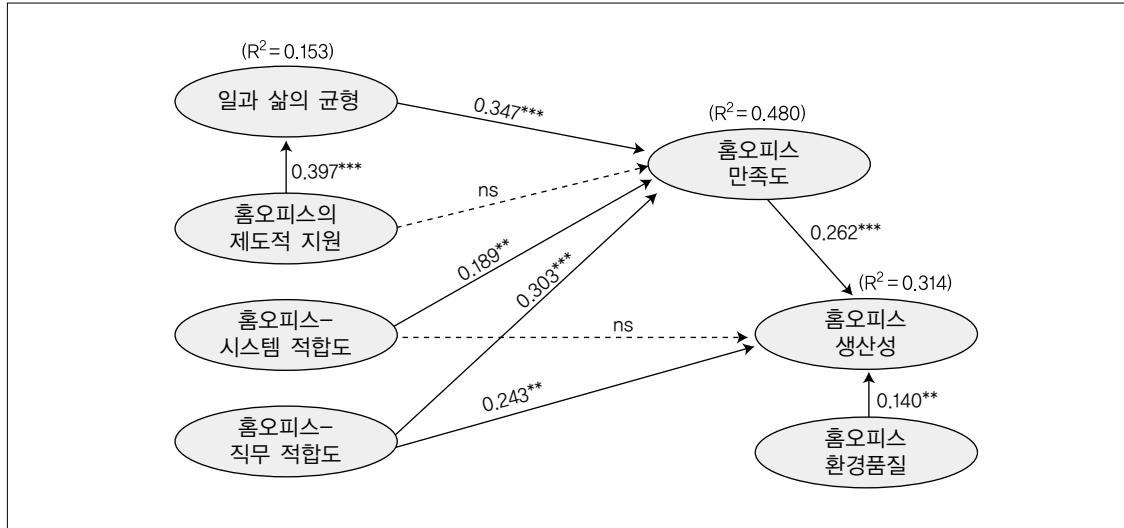 (R² = 0.153)
일과 삶의 균형
0.347***
(R² = 0.480)
홈오피스
만족도
0.397***
ns
홈오피스의
제도적 지원
0.262***
0.189**
0.303***
(R² = 0.314)
홈오피스-
시스템 적합도
ns
홈오피스
생산성
0.243**
0.140**
홈오피스-
직무 적합도
홈오피스
환경품질